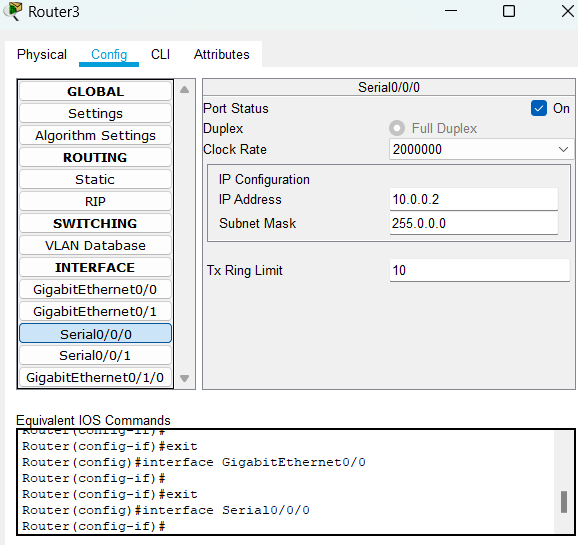 Router3
Physical Config CLI Attributes
GLOBAL
Settings
Algorithm Settings
ROUTING
Static
RIP
SWITCHING
VLAN Database
INTERFACE
GigabitEthernet0/0
GigabitEthernet0/1
Serial0/0/0
Serial0/0/1
GigabitEthernet0/1/0
Serial0/0/0
Port Status On
Duplex Full Duplex
Clock Rate 2000000
IP Configuration
IP Address 10.0.0.2
Subnet Mask 255.0.0.0
Tx Ring Limit 10
Equivalent IOS Commands
Router(config-if)#
Router(config-if)#exit
Router(config)#interface GigabitEthernet0/0
Router(config-if)#
Router(config-if)#exit
Router(config)#interface Serial0/0/0
Router(config-if)#